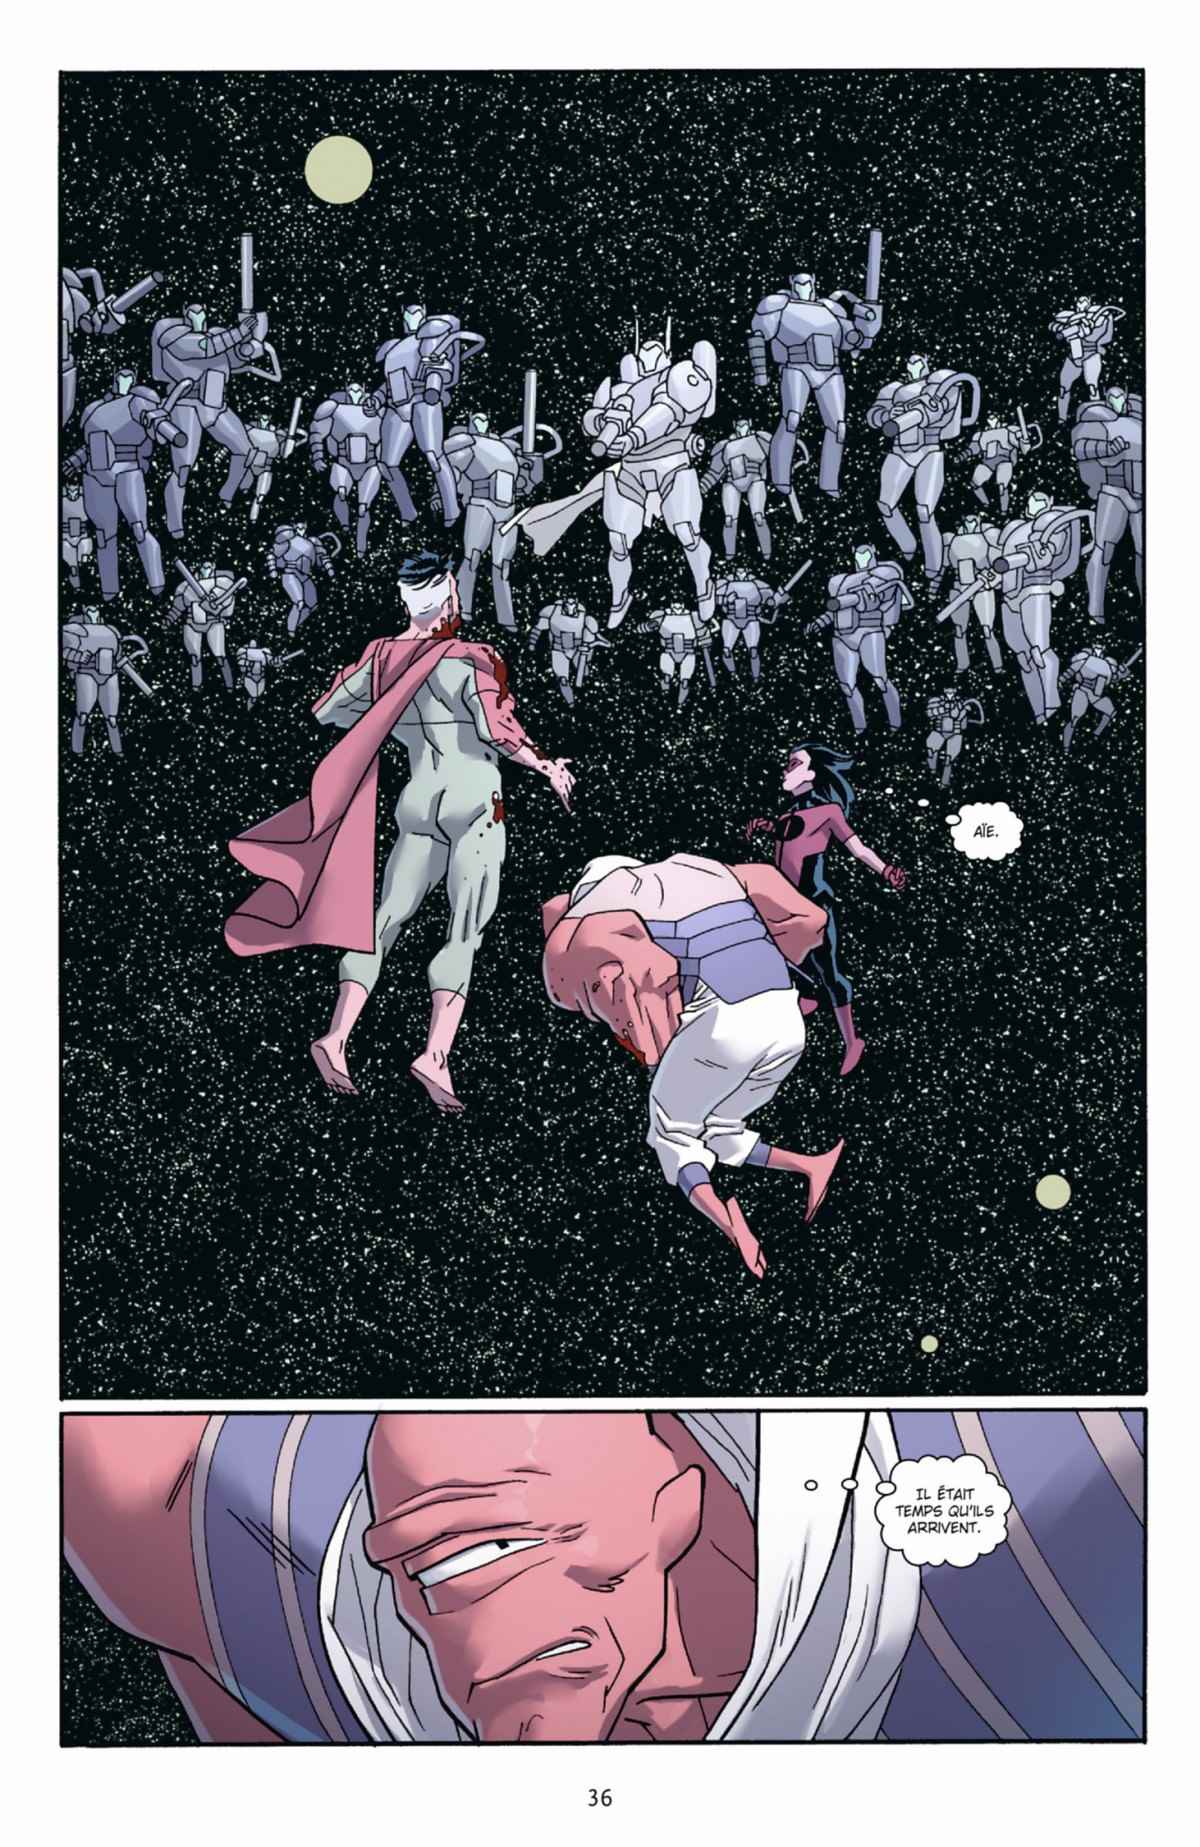 AÏE.
IL ÉTAIT
TEMPS QU'ILS
ARRIVENT.
36